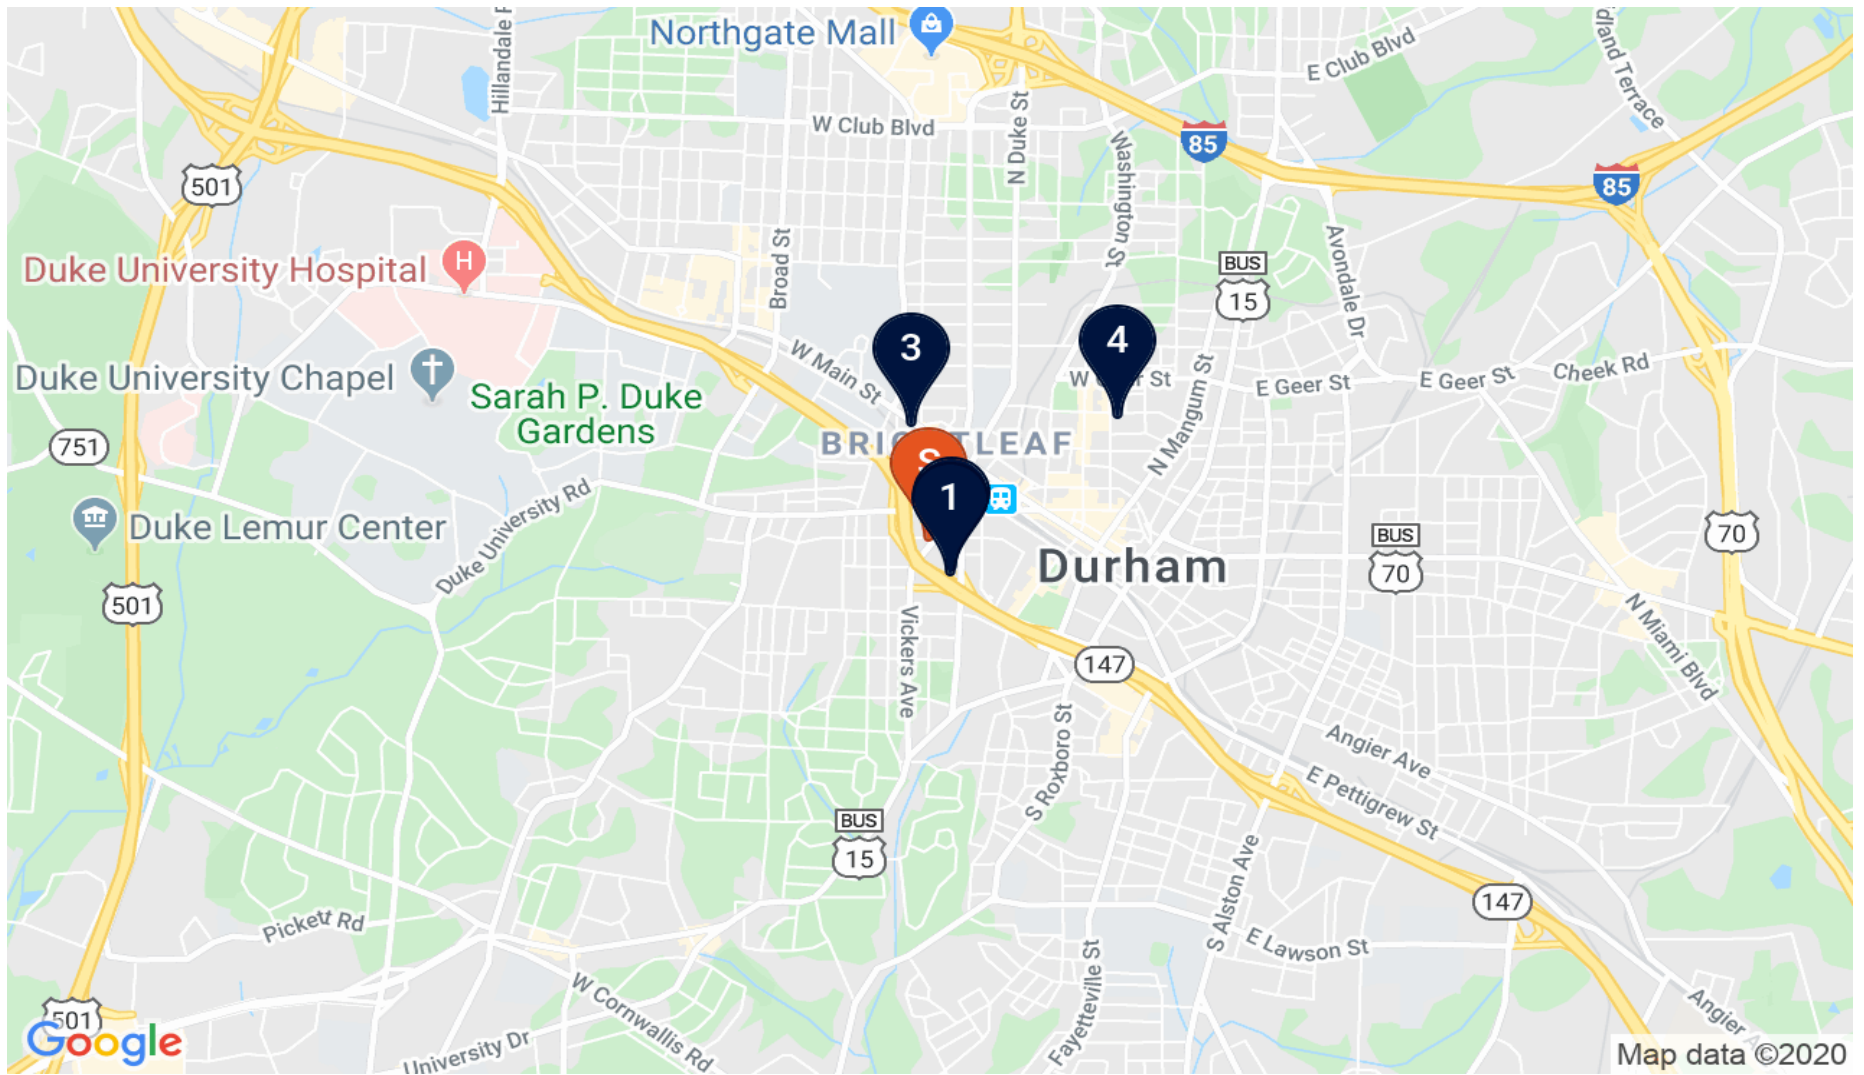 Northgate Mall
E Club Blvd
W Club Blvd
N Duke St
Washington St
85
85
501
Duke University Hospital
H
Broad St
BUS
15
Avondale Dr
3
4
W Main St
N Mangum St
E Geer St
E Geer St
Cheek Rd
Duke University Chapel
Sarah P. Duke
Gardens
751
S
1
Duke University Rd
Duke Lemur Center
501
Durham
BUS
70
70
N Miami Blvd
Vickers Ave
147
S Roxboro St
Angier Ave
E Pettigrew St
BUS
15
S Alston Ave
147
Pickett Rd
E Lawson St
Fayetteville St
W Cornwallis Rd
University Dr
Angier
501
Google
Map data ©2020